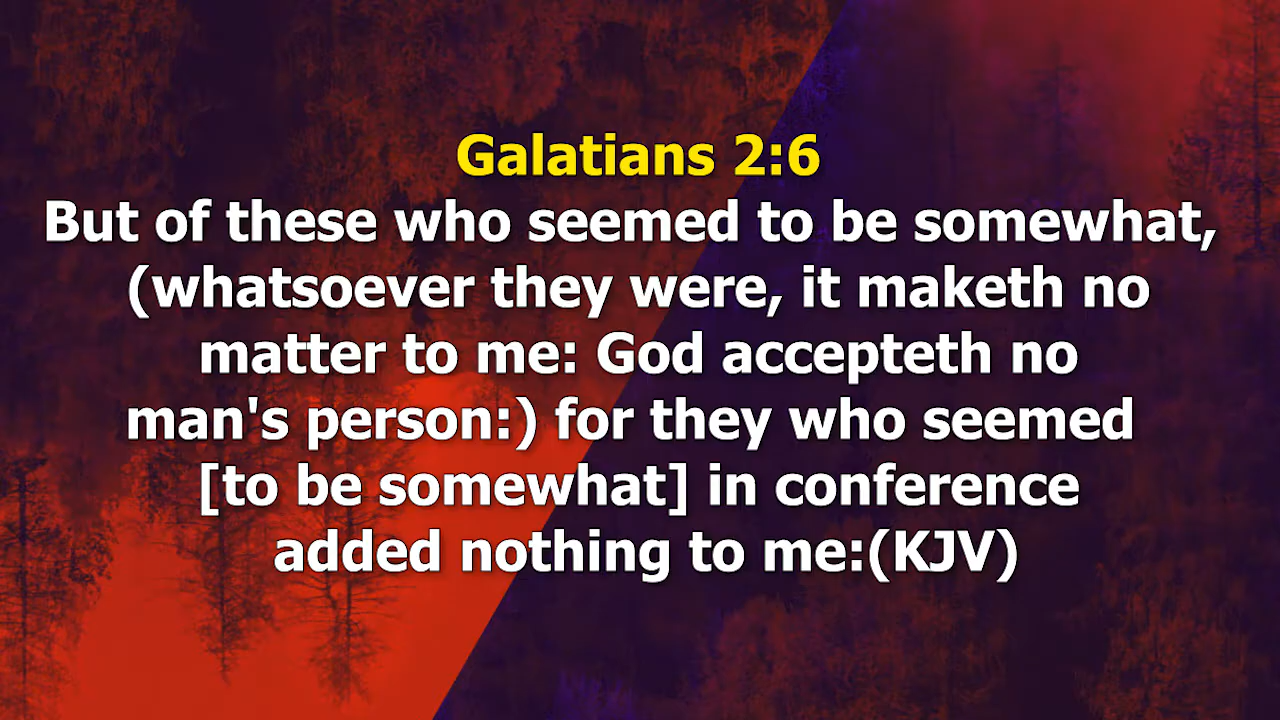 Galatians 2:6
But of these who seemed to be somewhat,
(whatsoever they were, it maketh no
matter to me: God accepteth no
man's person:) for they who seemed
[to be somewhat] in conference
added nothing to me:(KJV)